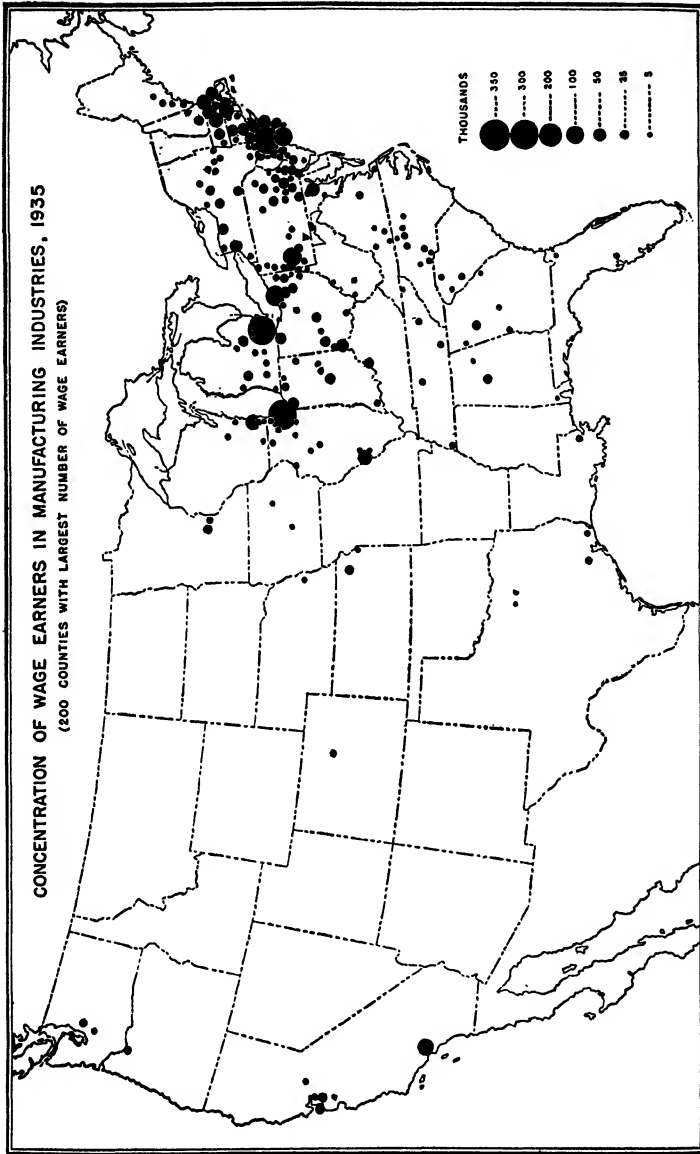 CONCENTRATION OF WAGE EARNERS IN MANUFACTURING INDUSTRIES, 1935
(200 COUNTIES WITH LARGEST NUMBER OF WAGE EARNERS)
THOUSANDS
350
300
200
100
50
25
5